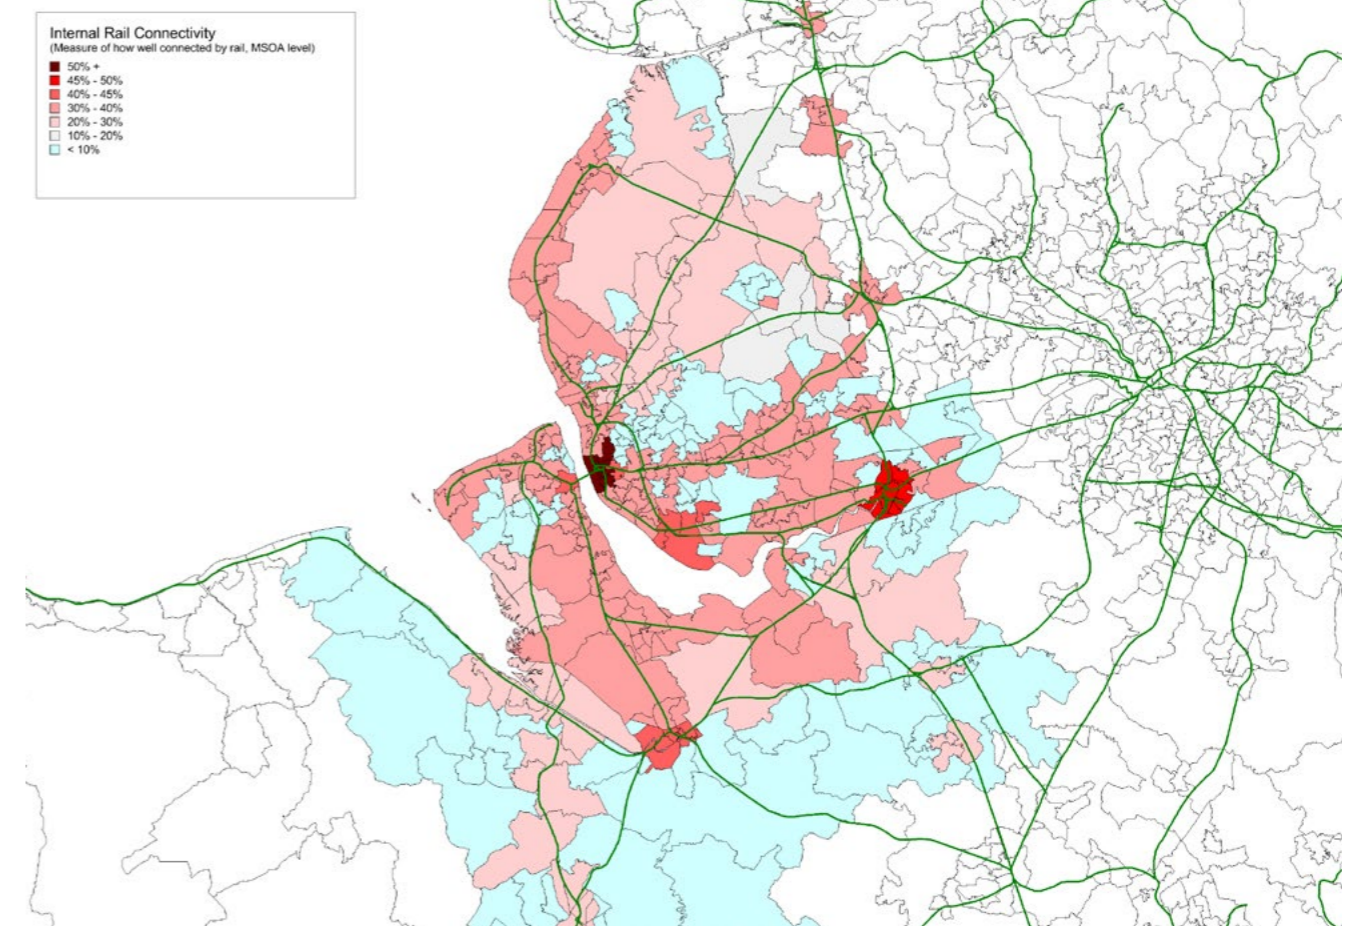 Internal Rail Connectivity
(Measure of how well connected by rail, MSOA level)
50% +
45% - 50%
40% - 45%
30% - 40%
20% - 30%
10% - 20%
< 10%